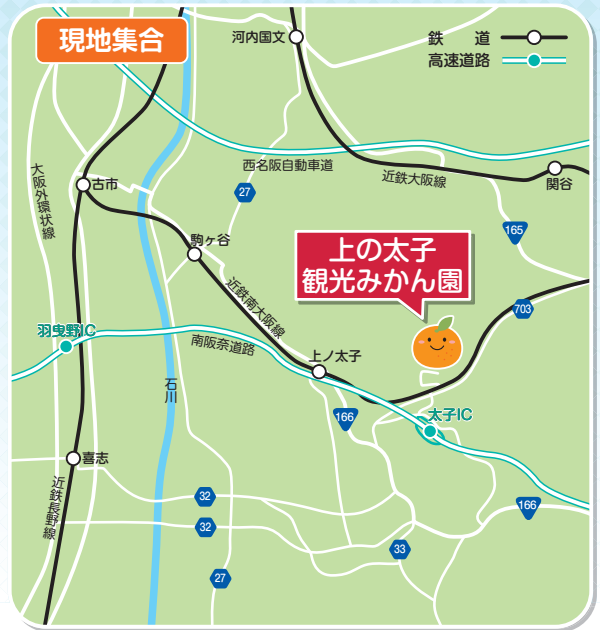 現地集合
河内国文
鉄 道
高速道路
西名阪自動車道
近鉄大阪線
関谷
大阪外環状線
古市
27
165
駒ヶ谷
上の太子
観光みかん園
703
近鉄南大阪線
羽曳野IC
南阪奈道路
上ノ太子
石川
166
太子IC
喜志
近鉄長野線
32
32
166
33
27